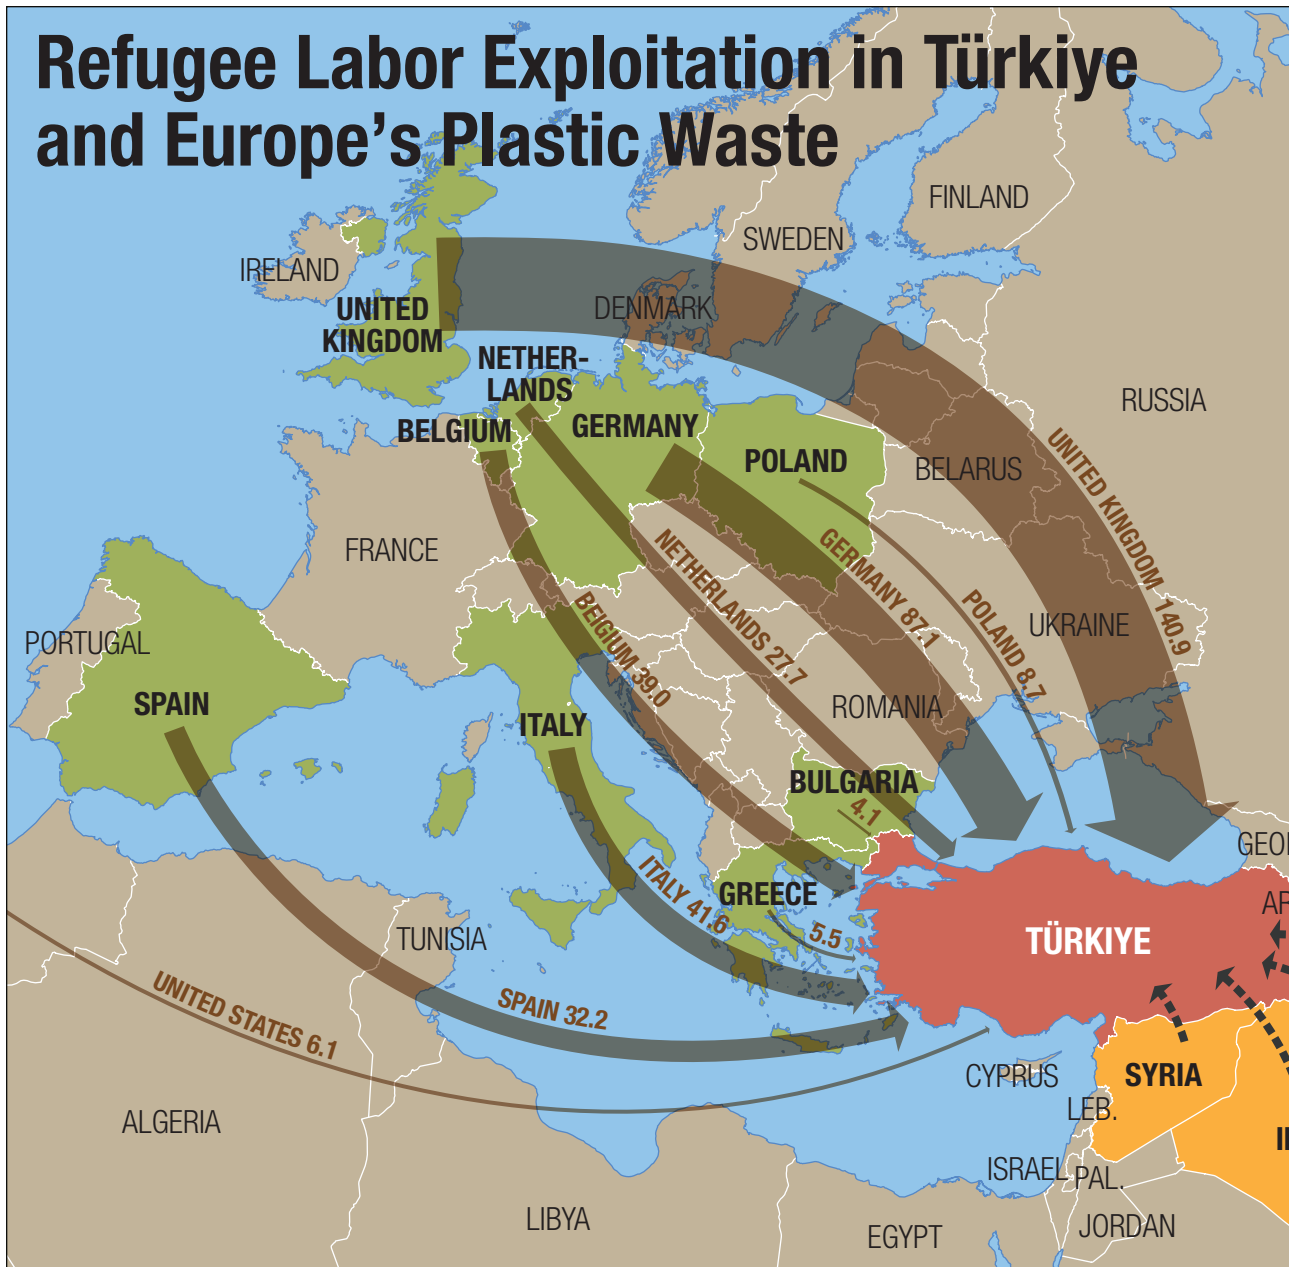 Refugee Labor Exploitation in Türkiye
and Europe's Plastic Waste
FINLAND
SWEDEN
IRELAND
DENMARK
UNITED
KINGDOM
NETHER-
LANDS
RUSSIA
BELGIUM
GERMANY
POLAND
BELARUS
UNITED KINGDOM 140.9
FRANCE
NETHERLANDS 27.7
GERMANY 87.1
POLAND 8.7
BElGIUM 39.0
UKRAINE
PORTUGAL
SPAIN
ITALY
ROMANIA
BULGARIA
4.1
GEOR
GREECE
ITALY 41.6
5.5
AR
TUNISIA
TÜRKIYE
UNITED STATES 6.1
SPAIN 32.2
CYPRUS
SYRIA
LEB.
ALGERIA
ISRAEL
PAL.
LIBYA
EGYPT
JORDAN